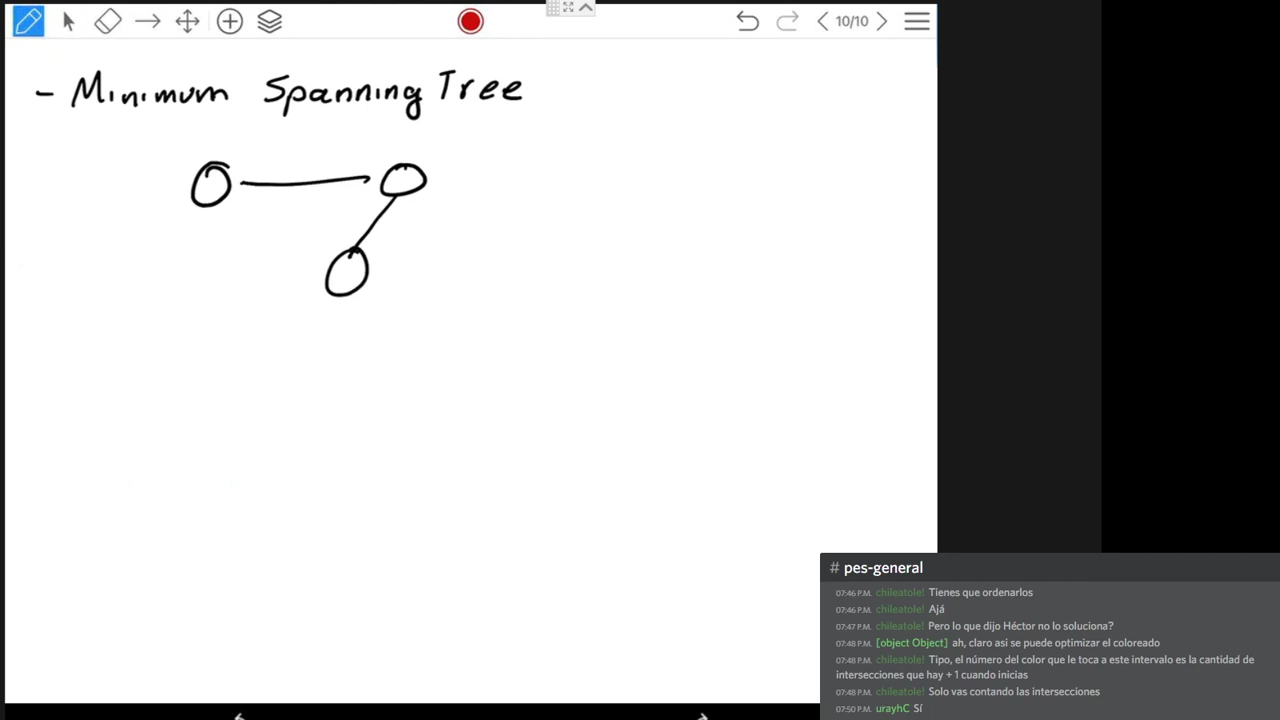 10/10
- Minimum Spanning Tree
# pes-general
07:46 P.M. chileatole! Tienes que ordenarlos
07:46 P.M. chileatole! Ajá
07:47 P.M. chileatole! Pero lo que dijo Héctor no lo soluciona?
07:48 P.M. [object Object] ah, claro asi se puede optimizar el coloreado
07:48 P.M. chileatole! Tipo, el número del color que le toca a este intervalo es la cantidad de
intersecciones que hay + 1 cuando inicias
07:48 P.M. chileatole! Solo vas contando las intersecciones
07:50 P.M. urayhC Sí